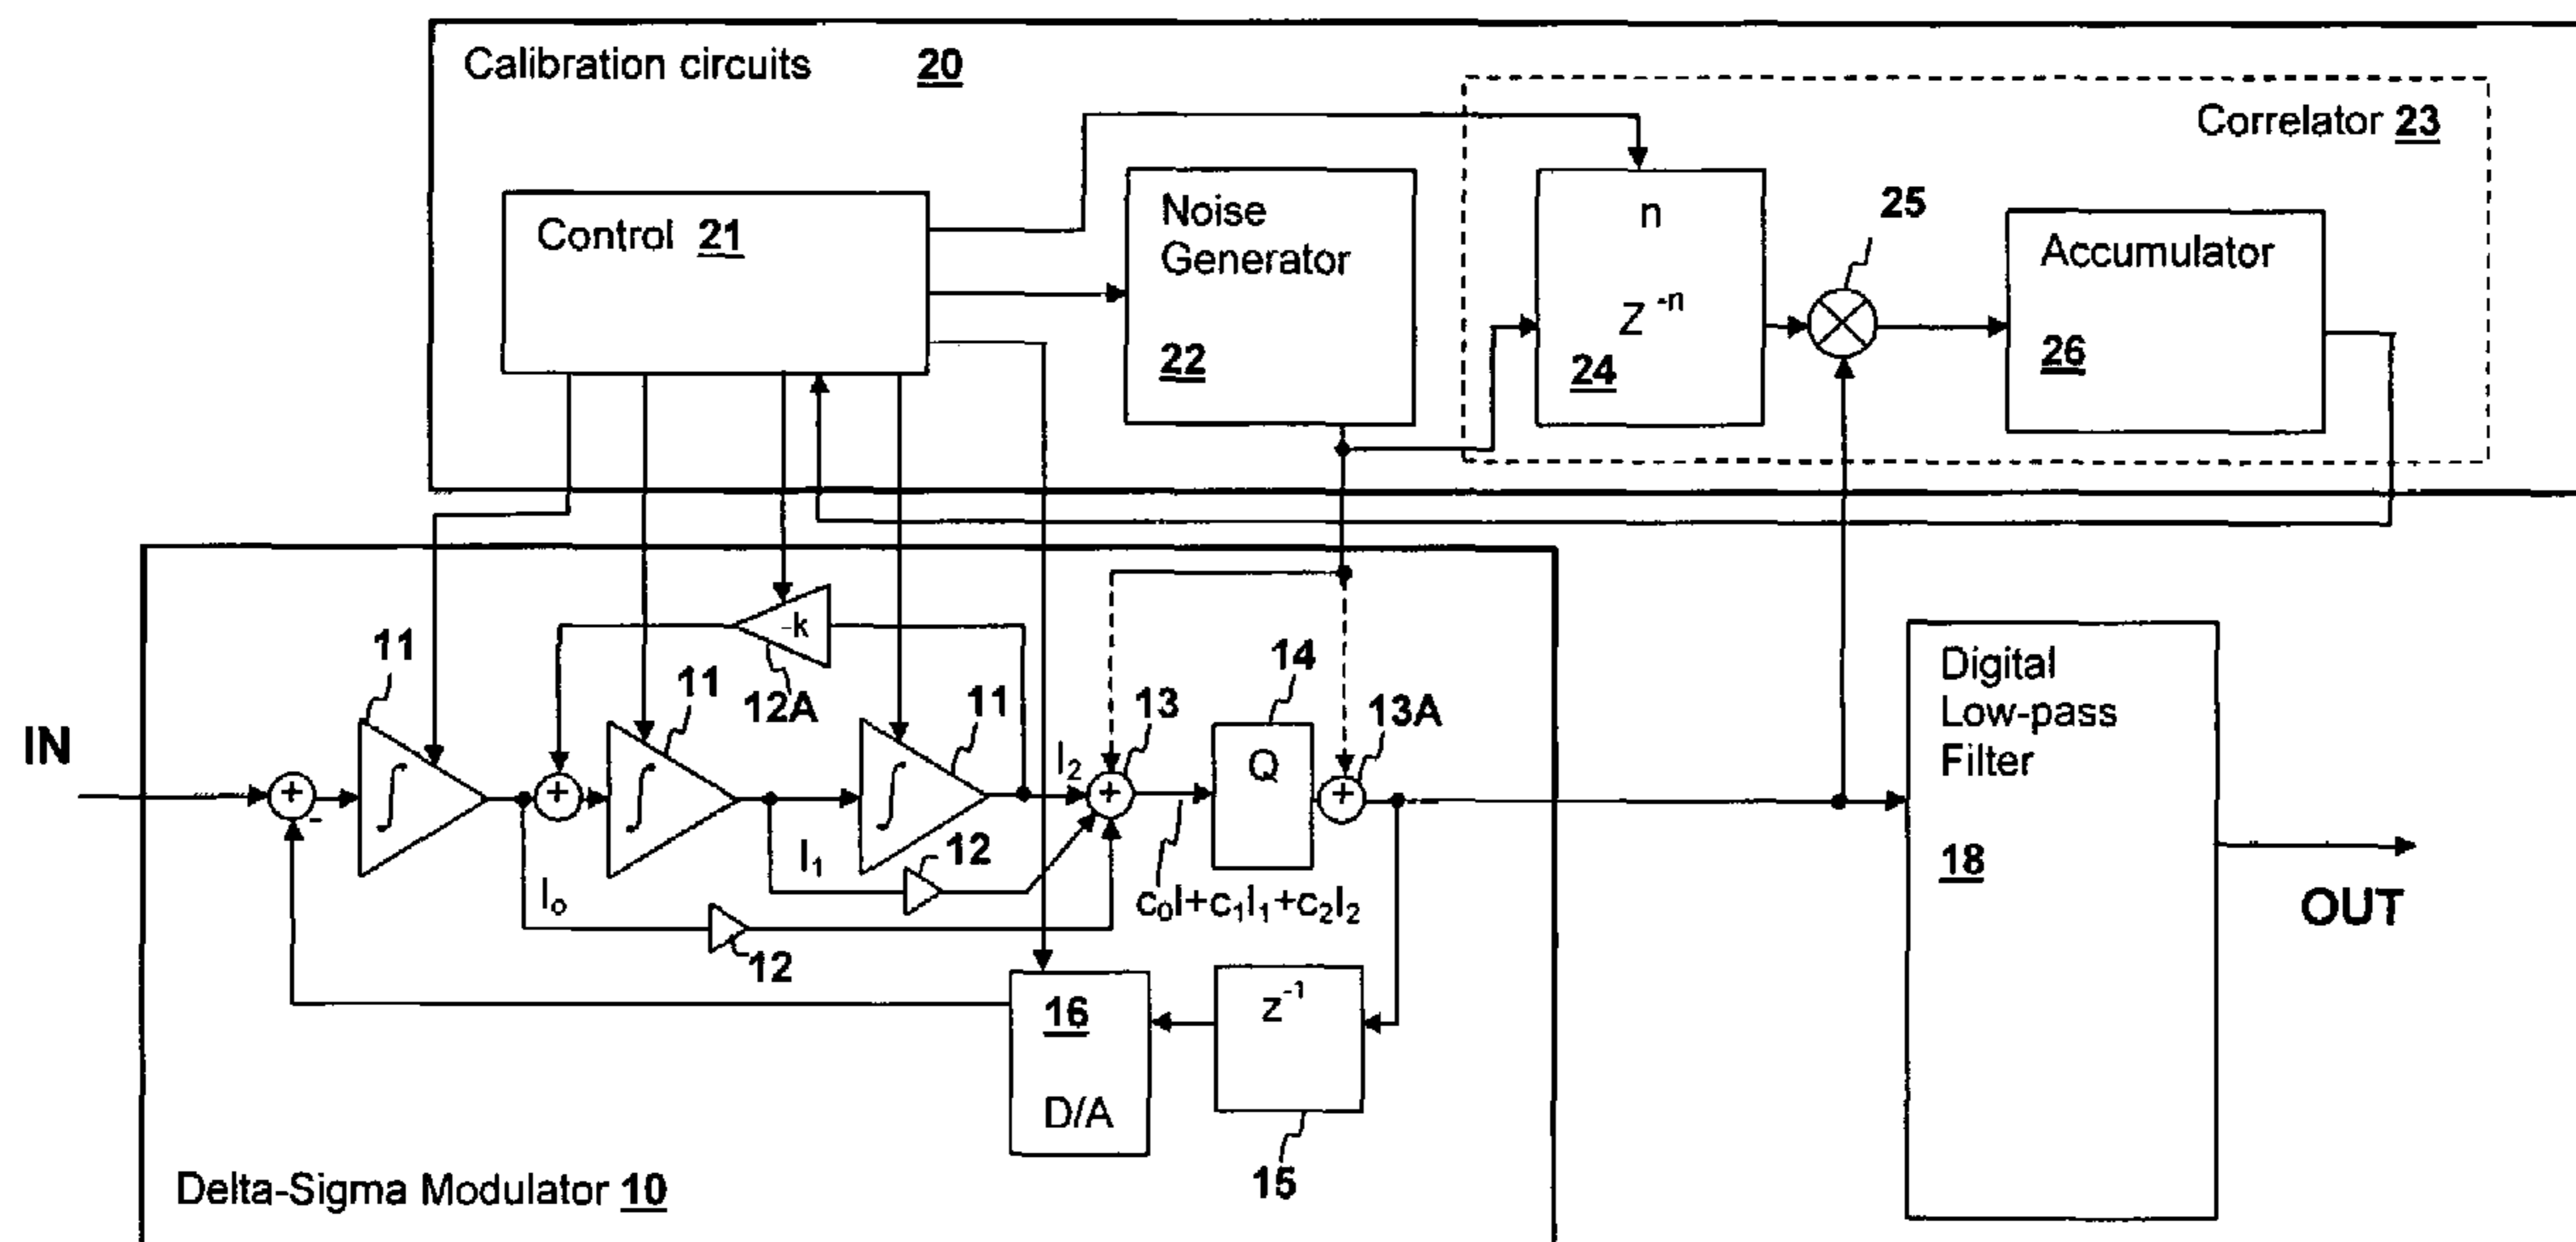 Calibration circuits 20
Correlator 23
Control 21
Noise
Generator
22
n
Z⁻ⁿ
24
25
Accumulator
26
-k
12A
11
11
11
13
14
13A
IN
+
-
∫
+
∫
∫
I₂
+
Q
+
Digital
Low-pass
Filter
18
I₀
I₁
12
12
c₀I+c₁I₁+c₂I₂
OUT
16
D/A
z⁻¹
15
Delta-Sigma Modulator 10